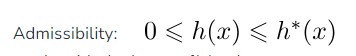 Admissibility: 0 ⩽ h(x) ⩽ h*(x)